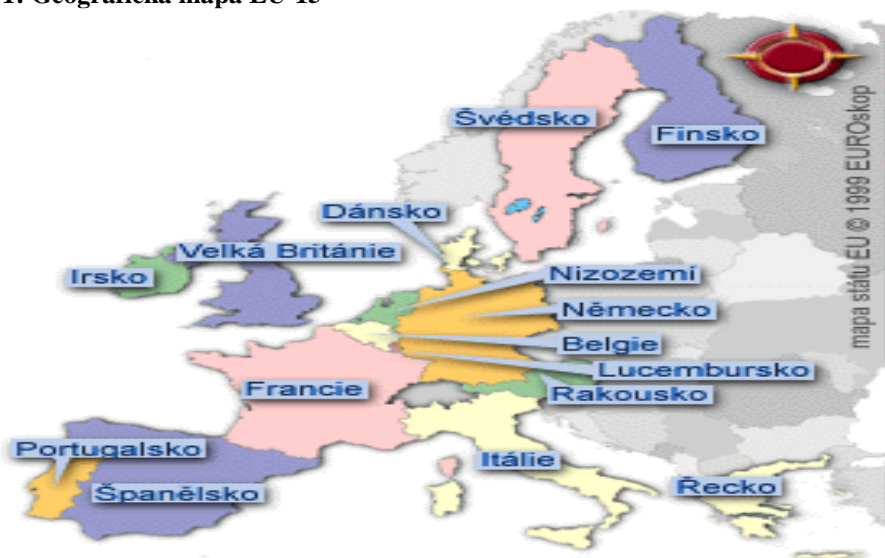 1. Geografická mapa EU-15
Švédsko
Finsko
Dánsko
Velká Británie
Irsko
Nizozemí
Německo
Belgie
Lucembursko
Rakousko
Francie
Portugalsko
Španělsko
Itálie
Řecko
mapa státu EU © 1999 EUROskop